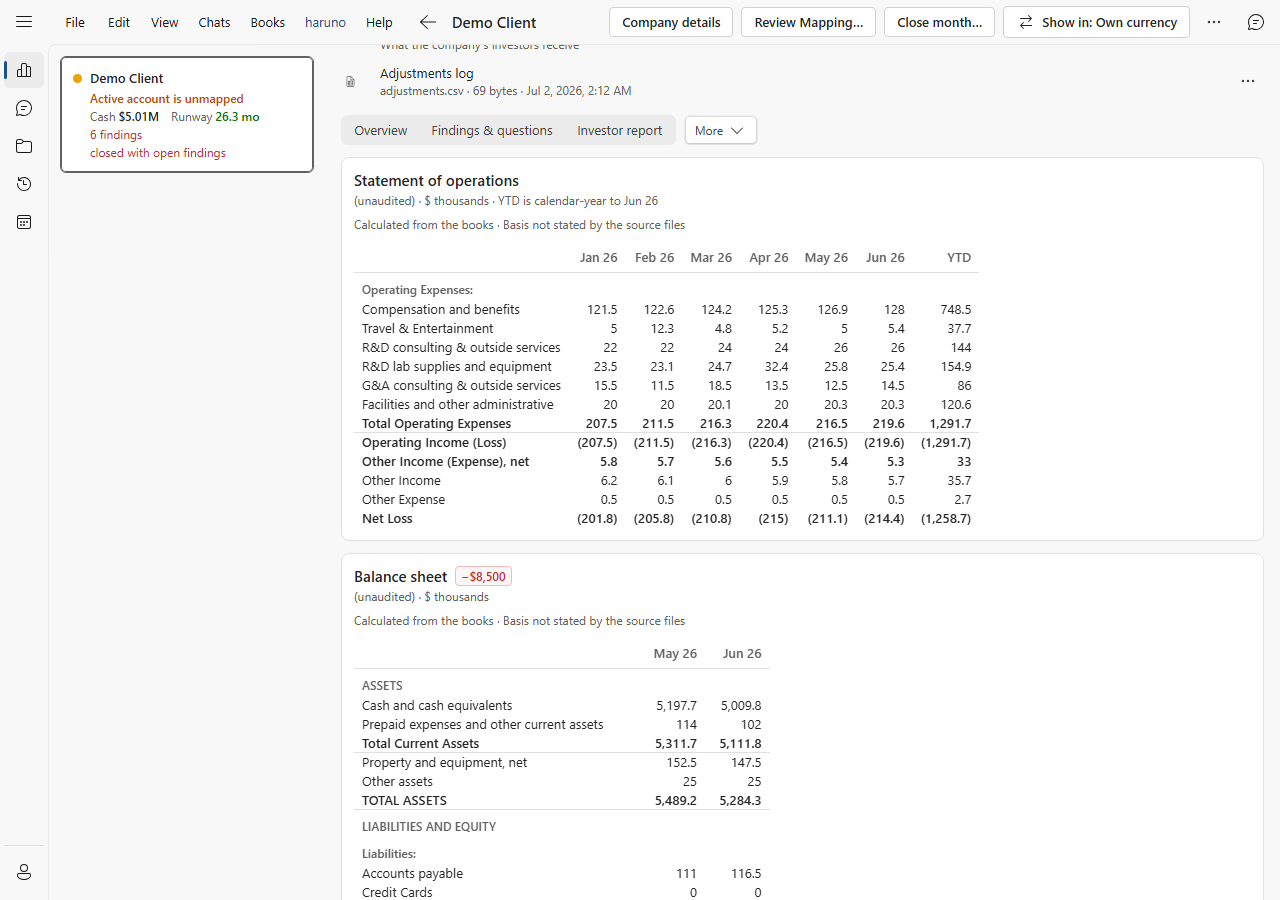 File Edit View Chats Books haruno Help Demo Client Company details Review Mapping... Close month... Show in: Own currency
What the company's investors receive
Demo Client
Active account is unmapped
Cash $5.01M Runway 26.3 mo
6 findings
closed with open findings
Adjustments log
adjustments.csv · 69 bytes · Jul 2, 2026, 2:12 AM
Overview Findings & questions Investor report More
Statement of operations
(unaudited) · $ thousands · YTD is calendar-year to Jun 26
Calculated from the books · Basis not stated by the source files
Jan 26 Feb 26 Mar 26 Apr 26 May 26 Jun 26 YTD
Operating Expenses:
Compensation and benefits 121.5 122.6 124.2 125.3 126.9 128 748.5
Travel & Entertainment 5 12.3 4.8 5.2 5 5.4 37.7
R&D consulting & outside services 22 22 24 24 26 26 144
R&D lab supplies and equipment 23.5 23.1 24.7 32.4 25.8 25.4 154.9
G&A consulting & outside services 15.5 11.5 18.5 13.5 12.5 14.5 86
Facilities and other administrative 20 20 20.1 20 20.3 20.3 120.6
Total Operating Expenses 207.5 211.5 216.3 220.4 216.5 219.6 1,291.7
Operating Income (Loss) (207.5) (211.5) (216.3) (220.4) (216.5) (219.6) (1,291.7)
Other Income (Expense), net 5.8 5.7 5.6 5.5 5.4 5.3 33
Other Income 6.2 6.1 6 5.9 5.8 5.7 35.7
Other Expense 0.5 0.5 0.5 0.5 0.5 0.5 2.7
Net Loss (201.8) (205.8) (210.8) (215) (211.1) (214.4) (1,258.7)
Balance sheet −$8,500
(unaudited) · $ thousands
Calculated from the books · Basis not stated by the source files
May 26 Jun 26
ASSETS
Cash and cash equivalents 5,197.7 5,009.8
Prepaid expenses and other current assets 114 102
Total Current Assets 5,311.7 5,111.8
Property and equipment, net 152.5 147.5
Other assets 25 25
TOTAL ASSETS 5,489.2 5,284.3
LIABILITIES AND EQUITY
Liabilities:
Accounts payable 111 116.5
Credit Cards 0 0